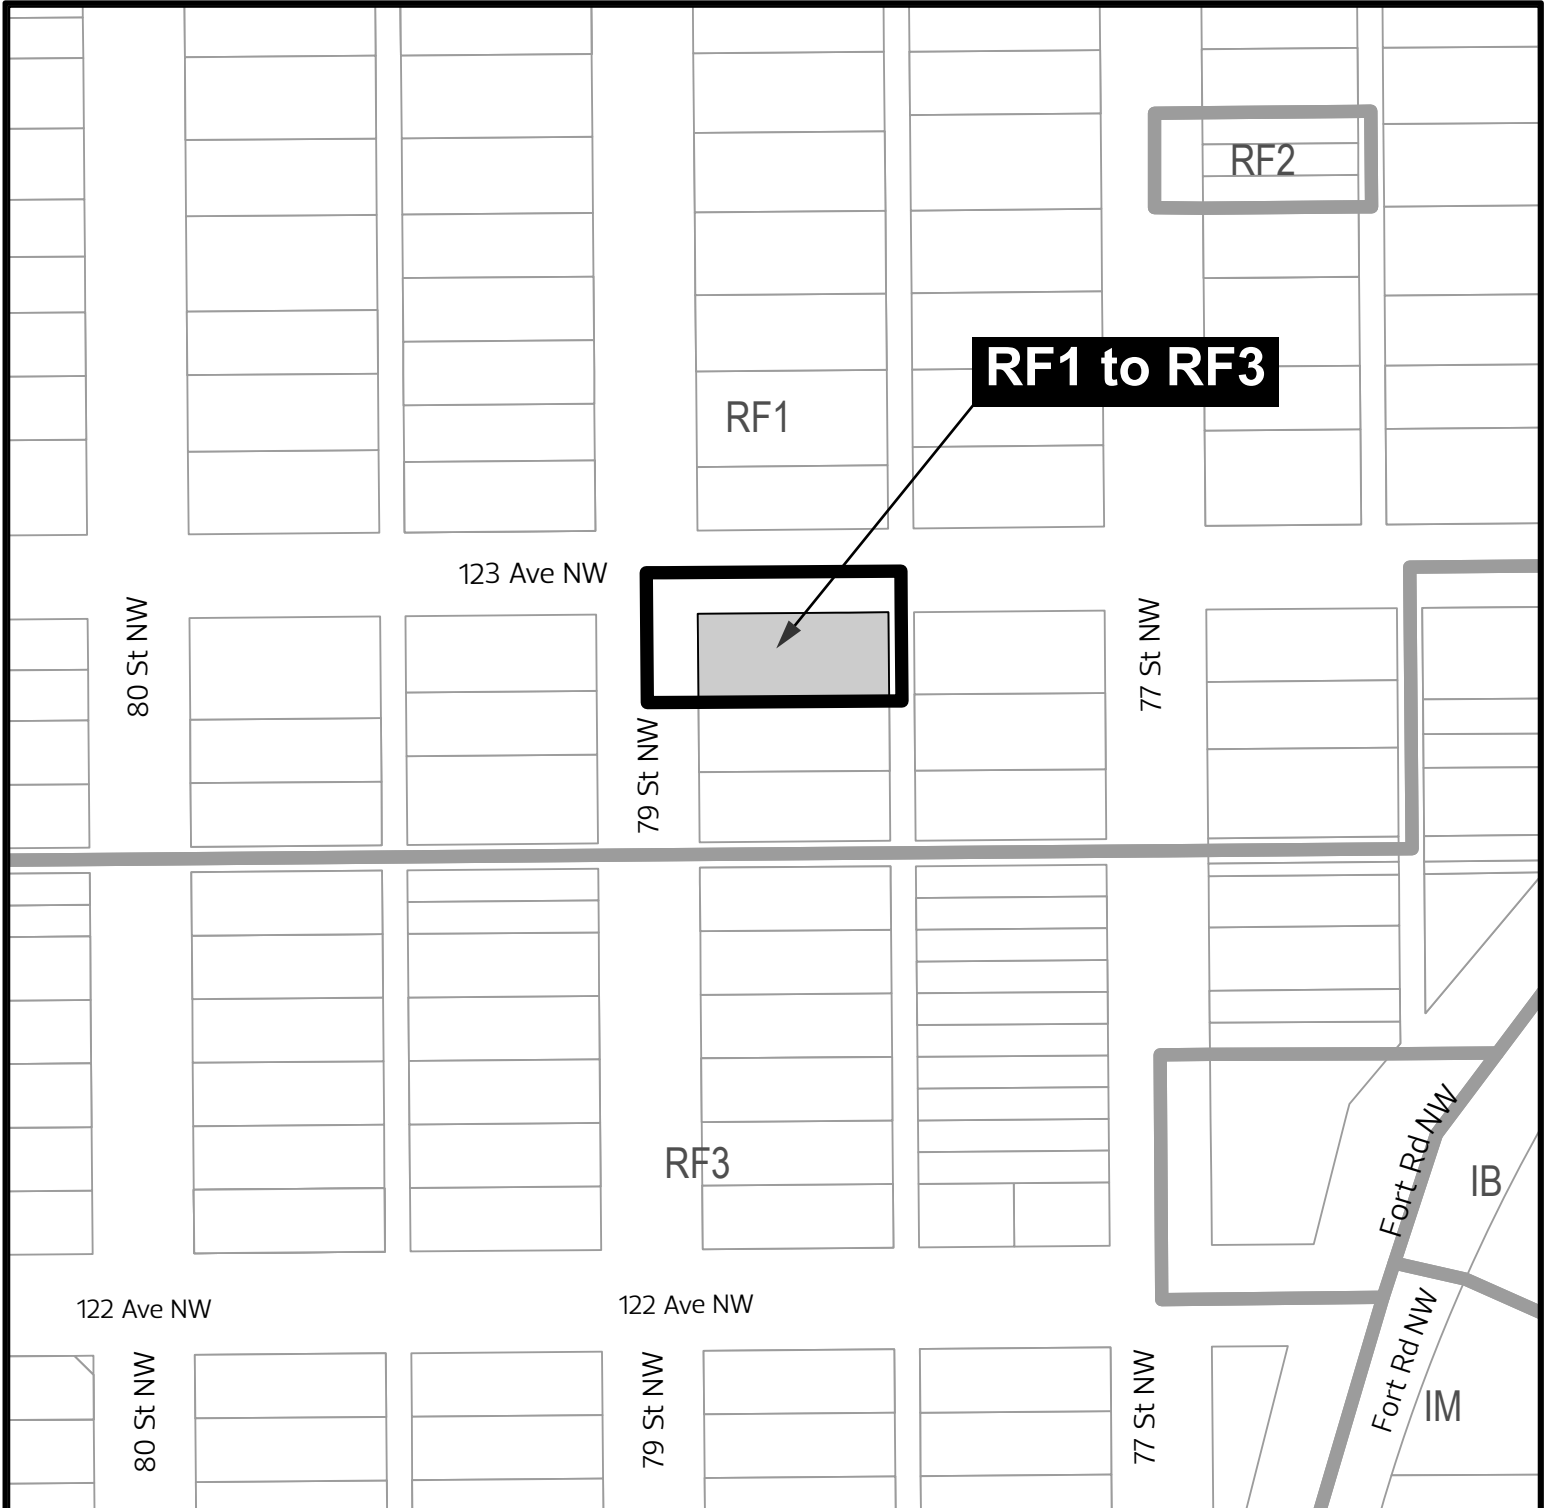 RF2
RF1 to RF3
RF1
123 Ave NW
80 St NW
77 St NW
79 St NW
Fort Rd NW
RF3
IB
122 Ave NW
122 Ave NW
Fort Rd NW
80 St NW
79 St NW
77 St NW
IM